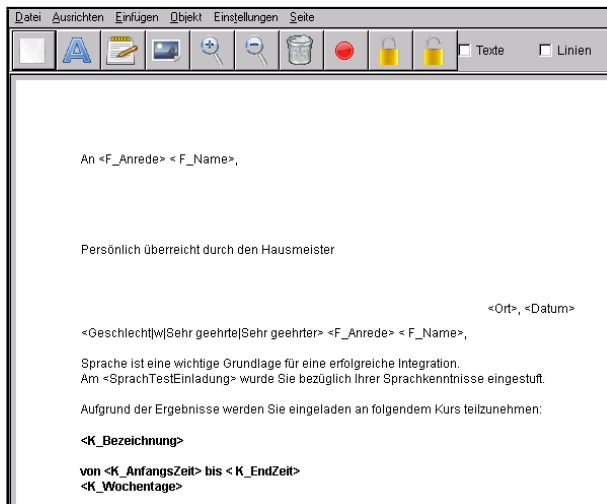 Datei Ausrichten Einfügen Objekt Einstellungen Seite
A Texte Linien
An <F_Anrede> < F_Name>,
Persönlich überreicht durch den Hausmeister
<Ort>, <Datum>
<Geschlecht|w|Sehr geehrte|Sehr geehrter> <F_Anrede> < F_Name>,
Sprache ist eine wichtige Grundlage für eine erfolgreiche Integration.
Am <SprachTestEinladung> wurde Sie bezüglich Ihrer Sprachkenntnisse eingestuft.
Aufgrund der Ergebnisse werden Sie eingeladen an folgendem Kurs teilzunehmen:
<K_Bezeichnung>
von <K_AnfangsZeit> bis < K_EndZeit>
<K_Wochentage>